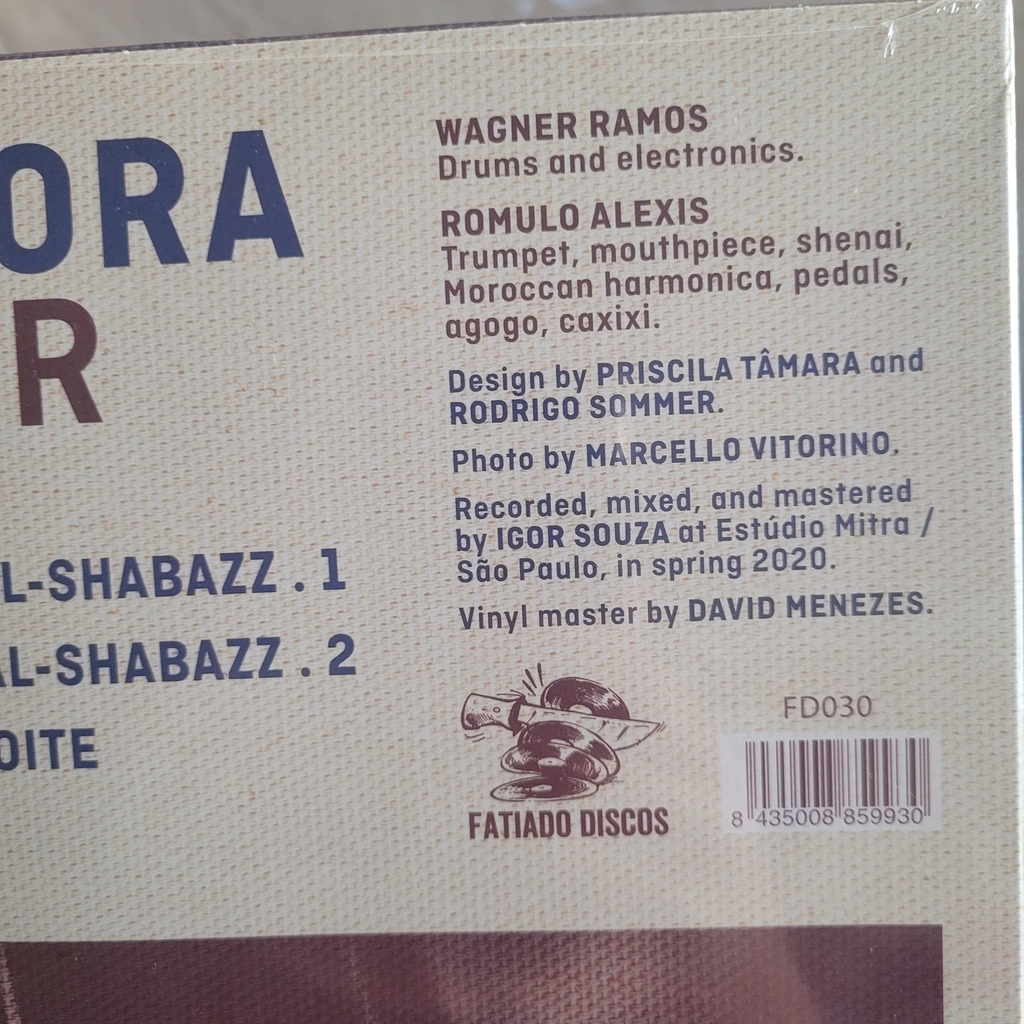 ORA
R
L-SHABAZZ . 1
AL-SHABAZZ . 2
OITE
WAGNER RAMOS
Drums and electronics.
ROMULO ALEXIS
Trumpet, mouthpiece, shenai,
Moroccan harmonica, pedals,
agogo, caxixi.
Design by PRISCILA TÂMARA and
RODRIGO SOMMER.
Photo by MARCELLO VITORINO.
Recorded, mixed, and mastered
by IGOR SOUZA at Estúdio Mitra /
São Paulo, in spring 2020.
Vinyl master by DAVID MENEZES.
FATIADO DISCOS
FD030
8 435008 859930